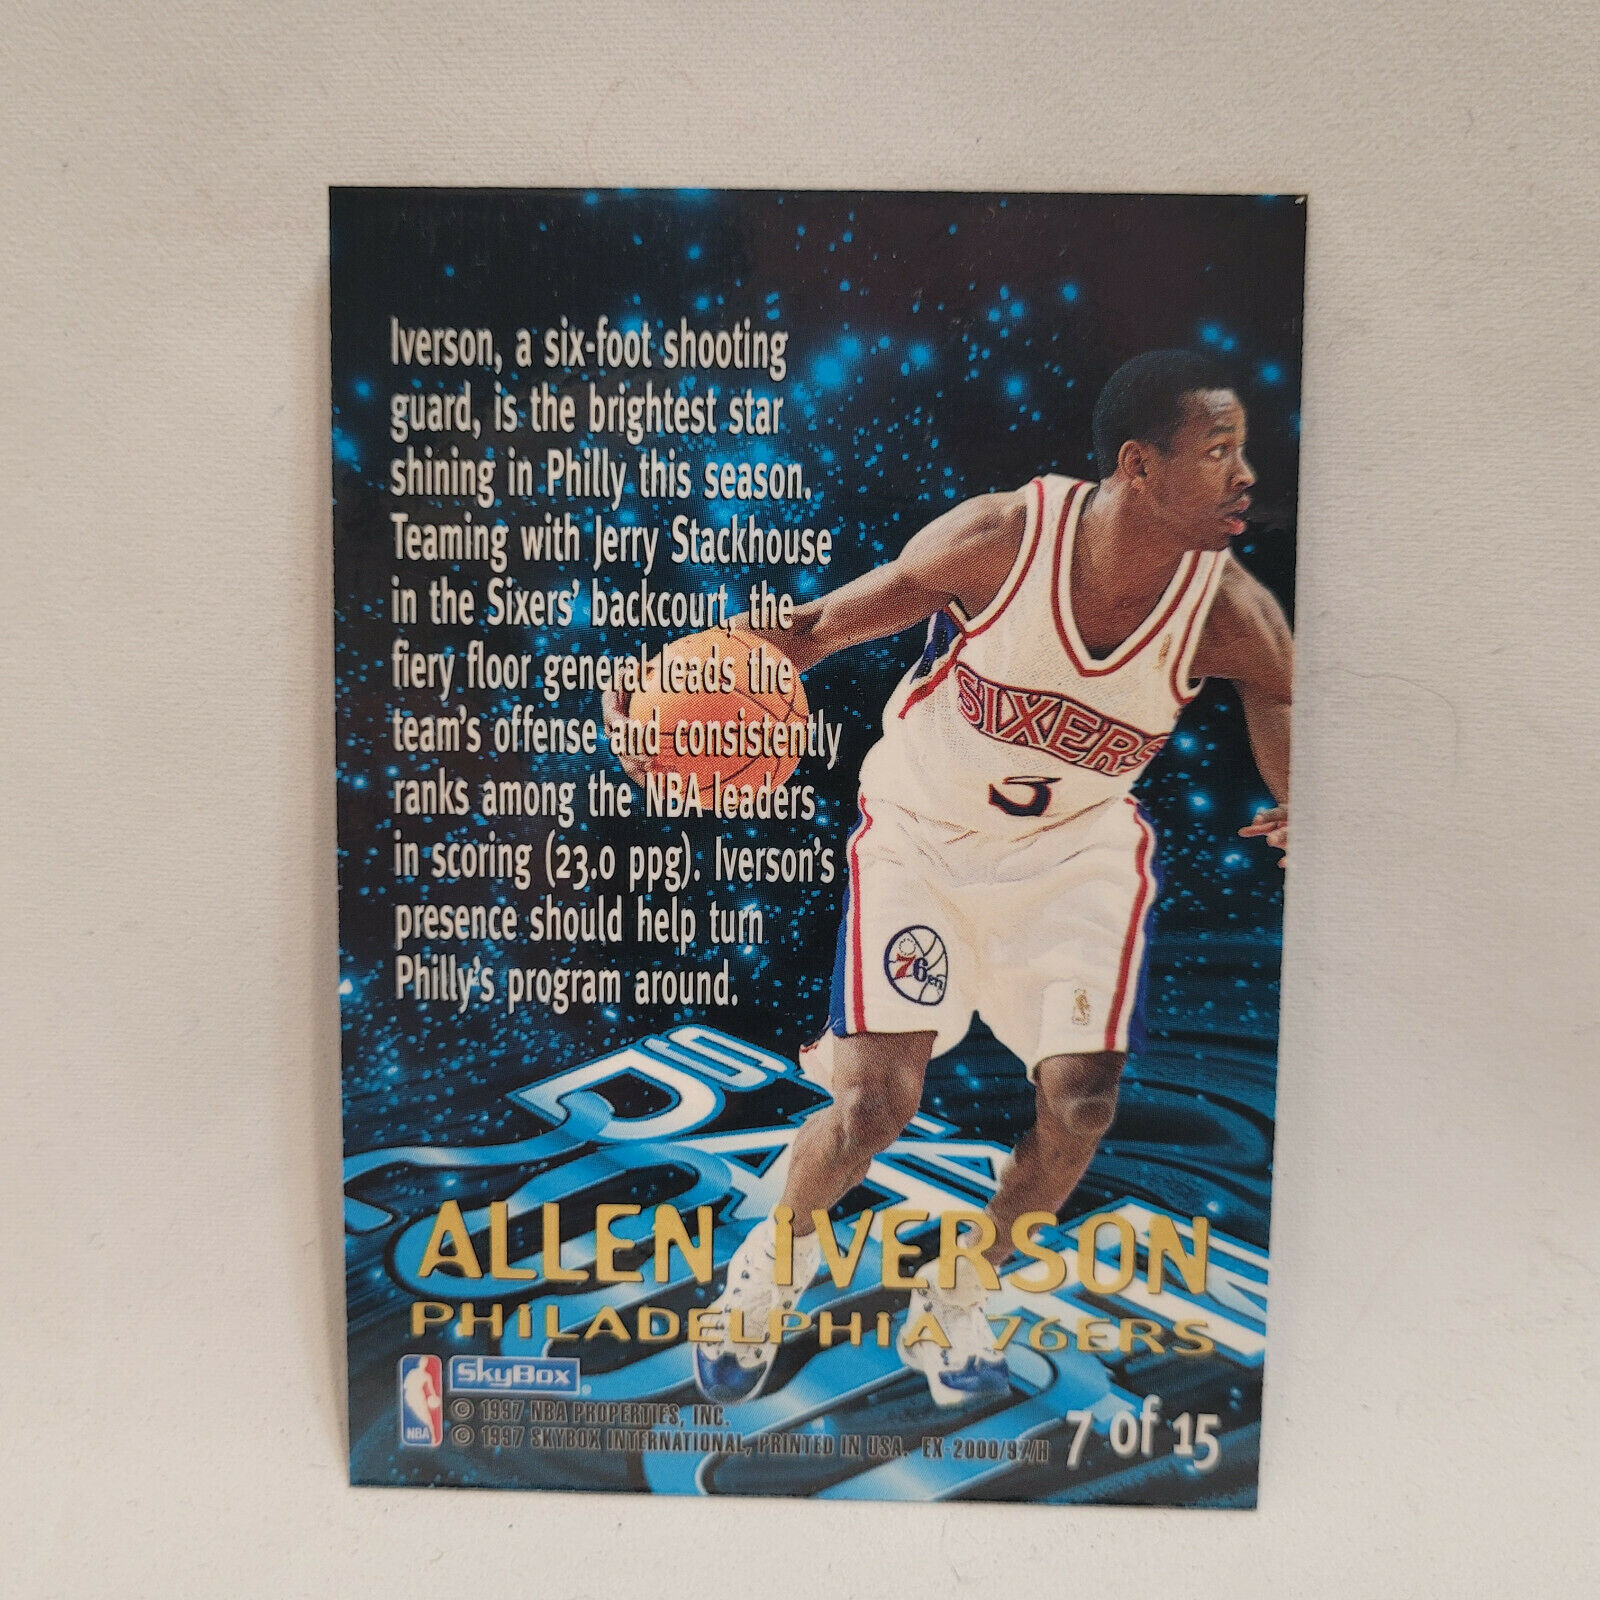 Iverson, a six-foot shooting
guard, is the brightest star
shining in Philly this season.
Teaming with Jerry Stackhouse
in the Sixers' backcourt, the
fiery floor general leads the
team's offense and consistently
ranks among the NBA leaders
in scoring (23.0 ppg). Iverson's
presence should help turn
Philly's program around.
SIXERS
3
76ers
ALLEN iVERSON
PHiLADELPHiA 76ERS
NBA
SkyBox®
© 1997 NBA PROPERTIES, INC.
© 1997 SKYBOX INTERNATIONAL, PRINTED IN USA. EX-2000/97/H
7 of 15